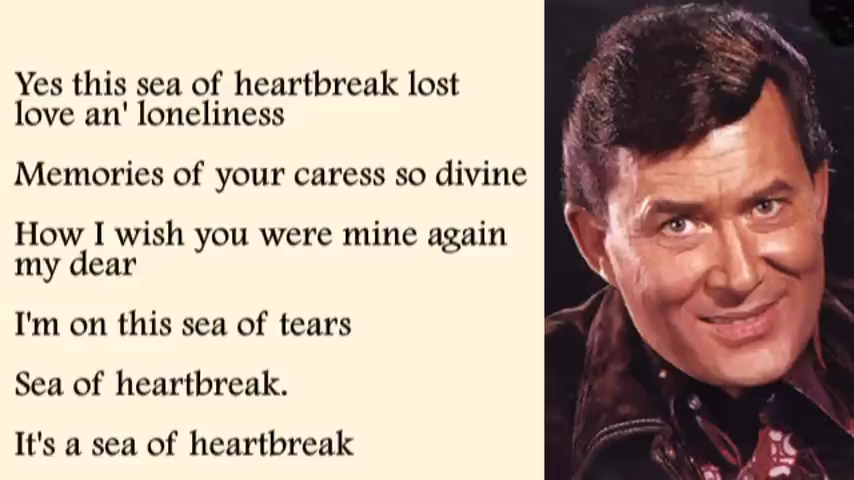 Yes this sea of heartbreak lost
love an' loneliness
Memories of your caress so divine
How I wish you were mine again
my dear
I'm on this sea of tears
Sea of heartbreak.
It's a sea of heartbreak